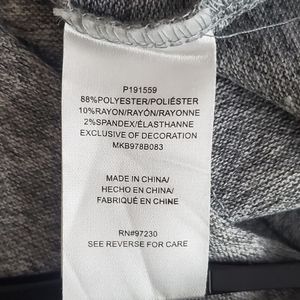 P191559
88%POLYESTER/POLIÉSTER
10%RAYON/RAYÓN/RAYONNE
2%SPANDEX/ÉLASTHANNE
EXCLUSIVE OF DECORATION
MKB978B083
MADE IN CHINA/
HECHO EN CHINA/
FABRIQUÉ EN CHINE
RN#97230
SEE REVERSE FOR CARE